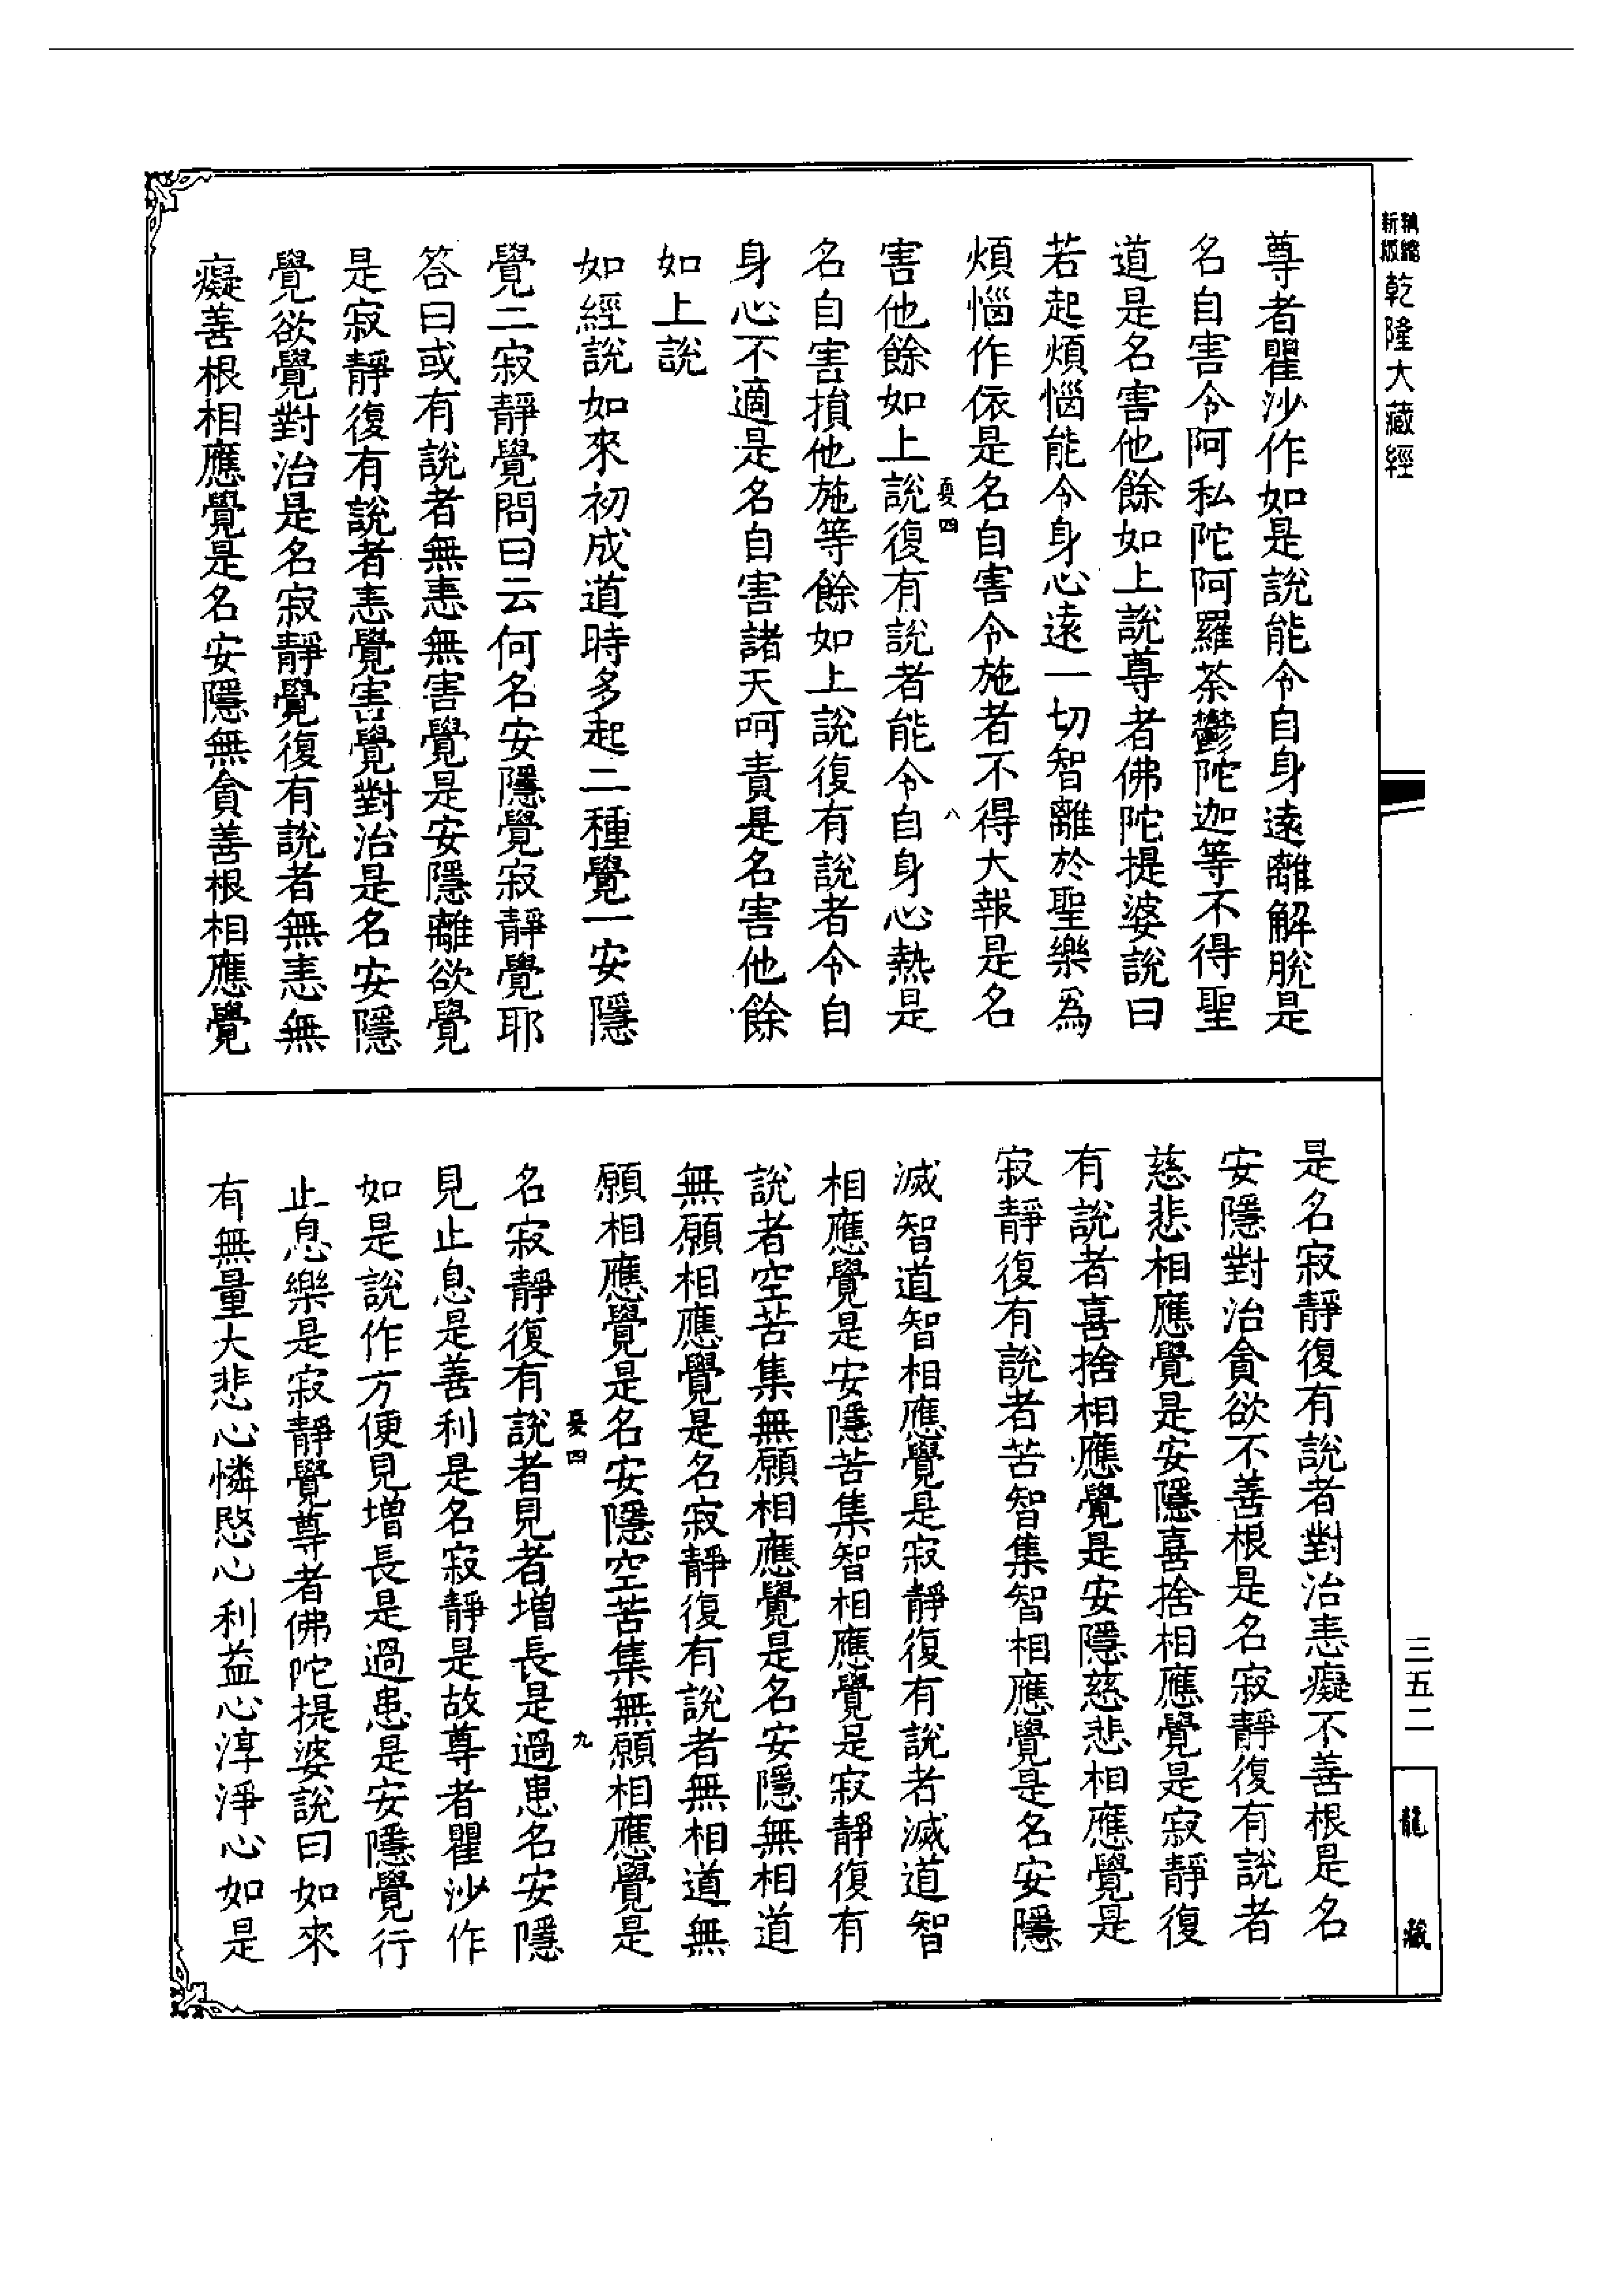 新版
精縮
乾隆大藏經
尊者瞿沙作如是說能令自身遠離解脫是
名自害令阿私陀阿羅荼鬱陀迦等不得聖
道是名害他餘如上說尊者佛陀提婆說曰
若起煩惱能令身心遠一切智離於聖樂為
煩惱作依是名自害令施者不得大報是名
憂四
八
害他餘如上說復有說者能令自身心熱是
名自害損他施等餘如上說復有說者令自
身心不適是名自害諸天呵責是名害他餘
如上說
如經說如來初成道時多起二種覺一安隱
覺二寂靜覺問曰云何名安隱覺寂靜覺耶
答曰或有說者無恚無害覺是安隱離欲覺
是寂靜復有說者恚覺害覺對治是名安隱
覺欲覺對治是名寂靜覺復有說者無恚無
癡善根相應覺是名安隱無貪善根相應覺
是名寂靜復有說者對治恚癡不善根是名
安隱對治貪欲不善根是名寂靜復有說者
慈悲相應覺是安隱喜捨相應覺是寂靜復
有說者喜捨相應覺是安隱慈悲相應覺是
寂靜復有說者苦智集智相應覺是名安隱
滅智道智相應覺是寂靜復有說者滅道智
相應覺是安隱苦集智相應覺是寂靜復有
說者空苦集無願相應覺是名安隱無相道
無願相應覺是名寂靜復有說者無相道無
願相應覺是名安隱空苦集無願相應覺是
憂四
九
名寂靜復有說者見者增長是過患名安隱
見止息是善利是名寂靜是故尊者瞿沙作
如是說作方便見增長是過患是安隱覺行
止息樂是寂靜覺尊者佛陀提婆說曰如來
有無量大悲心憐愍心利益心淳淨心如是
三五二
龍藏